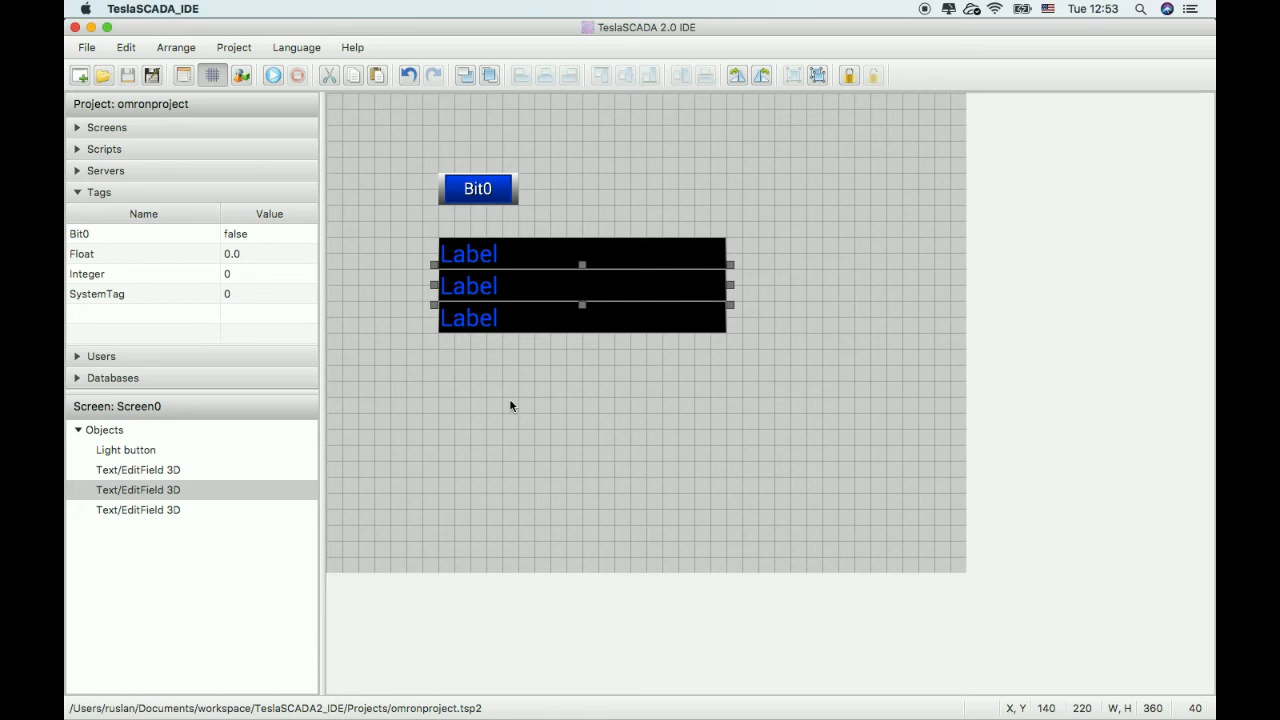 TeslaSCADA_IDE
Tue 12:53
TeslaSCADA 2.0 IDE
File Edit Arrange Project Language Help
Project: omronproject
Screens
Scripts
Servers
Tags
Name Value
Bit0 false
Float 0.0
Integer 0
SystemTag 0
Users
Databases
Screen: Screen0
Objects
Light button
Text/EditField 3D
Text/EditField 3D
Text/EditField 3D
Bit0
Label
Label
Label
/Users/ruslan/Documents/workspace/TeslaSCADA2_IDE/Projects/omronproject.tsp2
X, Y 140 220 W, H 360 40